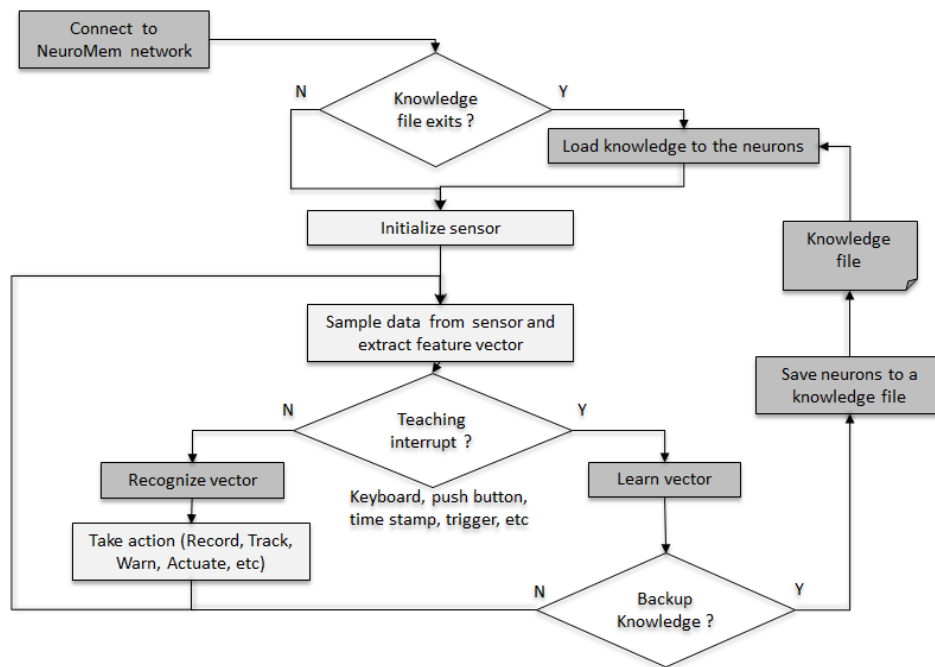 Connect to
NeuroMem network
N
Knowledge
file exits ?
Y
Load knowledge to the neurons
Initialize sensor
Knowledge
file
Sample data from sensor and
extract feature vector
Save neurons to a
knowledge file
N
Teaching
interrupt ?
Y
Recognize vector
Keyboard, push button,
time stamp, trigger, etc
Learn vector
Take action (Record, Track,
Warn, Actuate, etc)
N
Backup
Knowledge ?
Y